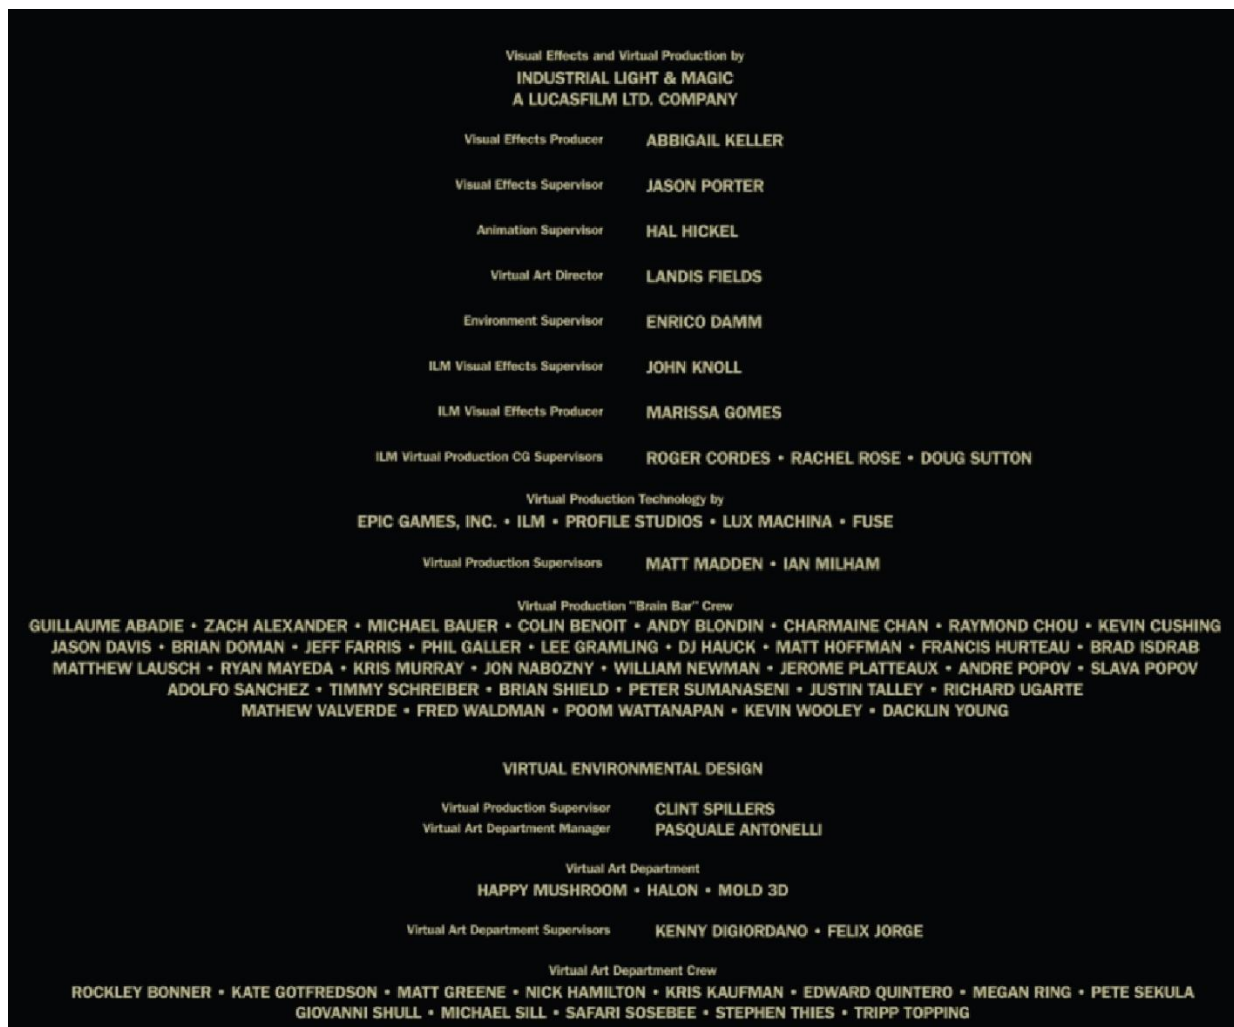 Visual Effects and Virtual Production by
INDUSTRIAL LIGHT & MAGIC
A LUCASFILM LTD. COMPANY
Visual Effects Producer ABBIGAIL KELLER
Visual Effects Supervisor JASON PORTER
Animation Supervisor HAL HICKEL
Virtual Art Director LANDIS FIELDS
Environment Supervisor ENRICO DAMM
ILM Visual Effects Supervisor JOHN KNOLL
ILM Visual Effects Producer MARISSA GOMES
ILM Virtual Production CG Supervisors ROGER CORDES • RACHEL ROSE • DOUG SUTTON
Virtual Production Technology by
EPIC GAMES, INC. • ILM • PROFILE STUDIOS • LUX MACHINA • FUSE
Virtual Production Supervisors MATT MADDEN • IAN MILHAM
Virtual Production "Brain Bar" Crew
GUILLAUME ABADIE • ZACH ALEXANDER • MICHAEL BAUER • COLIN BENOIT • ANDY BLONDIN • CHARMAINE CHAN • RAYMOND CHOU • KEVIN CUSHING
JASON DAVIS • BRIAN DOMAN • JEFF FARRIS • PHIL GALLER • LEE GRAMLING • DJ HAUCK • MATT HOFFMAN • FRANCIS HURTEAU • BRAD ISDRAB
MATTHEW LAUSCH • RYAN MAYEDA • KRIS MURRAY • JON NABOZNY • WILLIAM NEWMAN • JEROME PLATTEAUX • ANDRE POPOV • SLAVA POPOV
ADOLFO SANCHEZ • TIMMY SCHREIBER • BRIAN SHIELD • PETER SUMANASENI • JUSTIN TALLEY • RICHARD UGARTE
MATHEW VALVERDE • FRED WALDMAN • POOM WATTANAPAN • KEVIN WOOLEY • DACKLIN YOUNG
VIRTUAL ENVIRONMENTAL DESIGN
Virtual Production Supervisor CLINT SPILLERS
Virtual Art Department Manager PASQUALE ANTONELLI
Virtual Art Department
HAPPY MUSHROOM • HALON • MOLD 3D
Virtual Art Department Supervisors KENNY DIGIORDANO • FELIX JORGE
Virtual Art Department Crew
ROCKLEY BONNER • KATE GOTFREDSON • MATT GREENE • NICK HAMILTON • KRIS KAUFMAN • EDWARD QUINTERO • MEGAN RING • PETE SEKULA
GIOVANNI SHULL • MICHAEL SILL • SAFARI SOSEBEE • STEPHEN THIES • TRIPP TOPPING